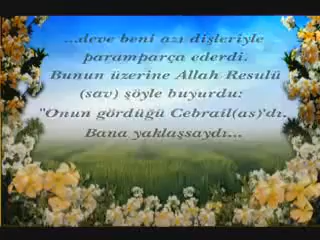 ...deve beni azı dişleriyle
paramparça ederdi.
Bunun üzerine Allah Resulü
(sav) şöyle buyurdu:
"Onun gördüğü Cebrail(as)'dı.
Bana yaklaşsaydı...